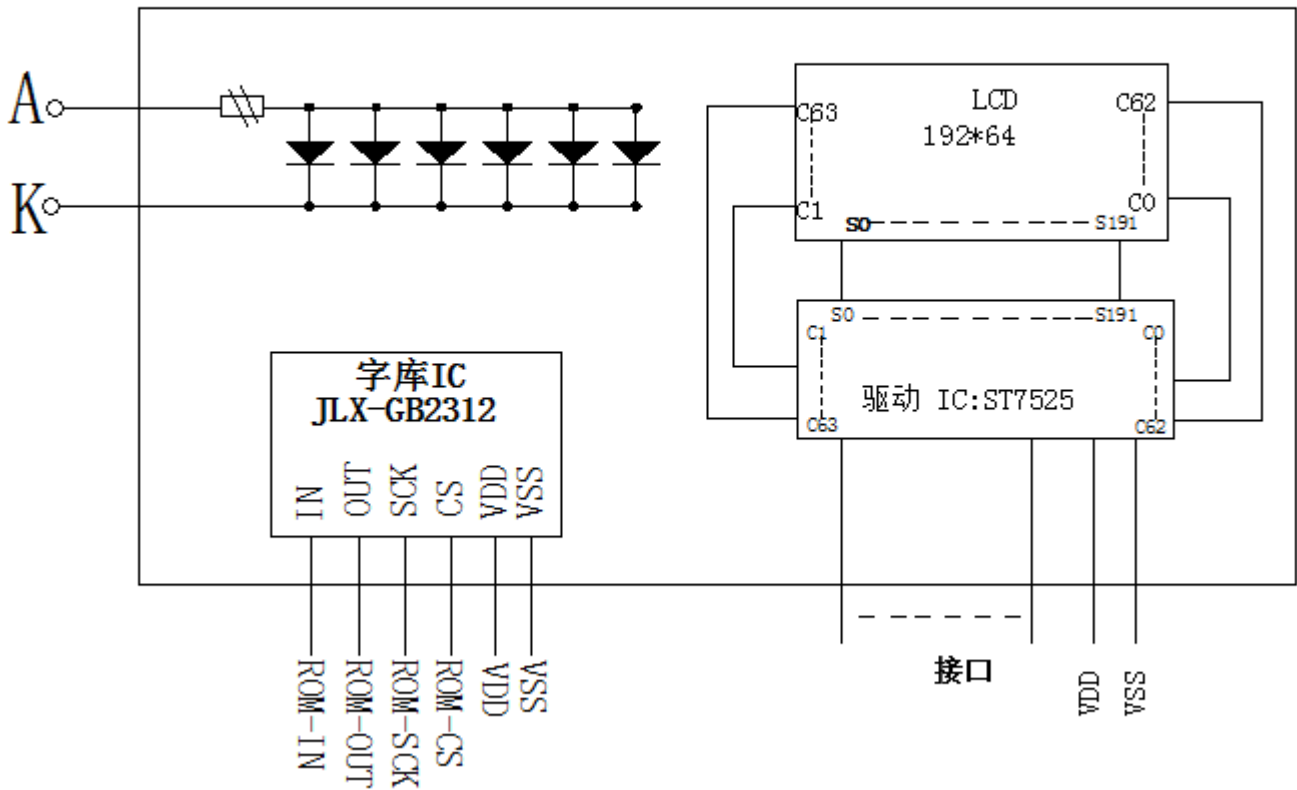 A
K
LCD
192*64
C63
C62
C1
C0
S0
S191
S0
S191
C1
C0
驱动 IC:ST7525
C63
C62
字库IC
JLX-GB2312
IN
OUT
SCK
CS
VDD
VSS
ROM-IN
ROM-OUT
ROM-SCK
ROM-CS
VDD
VSS
接口
VDD
VSS